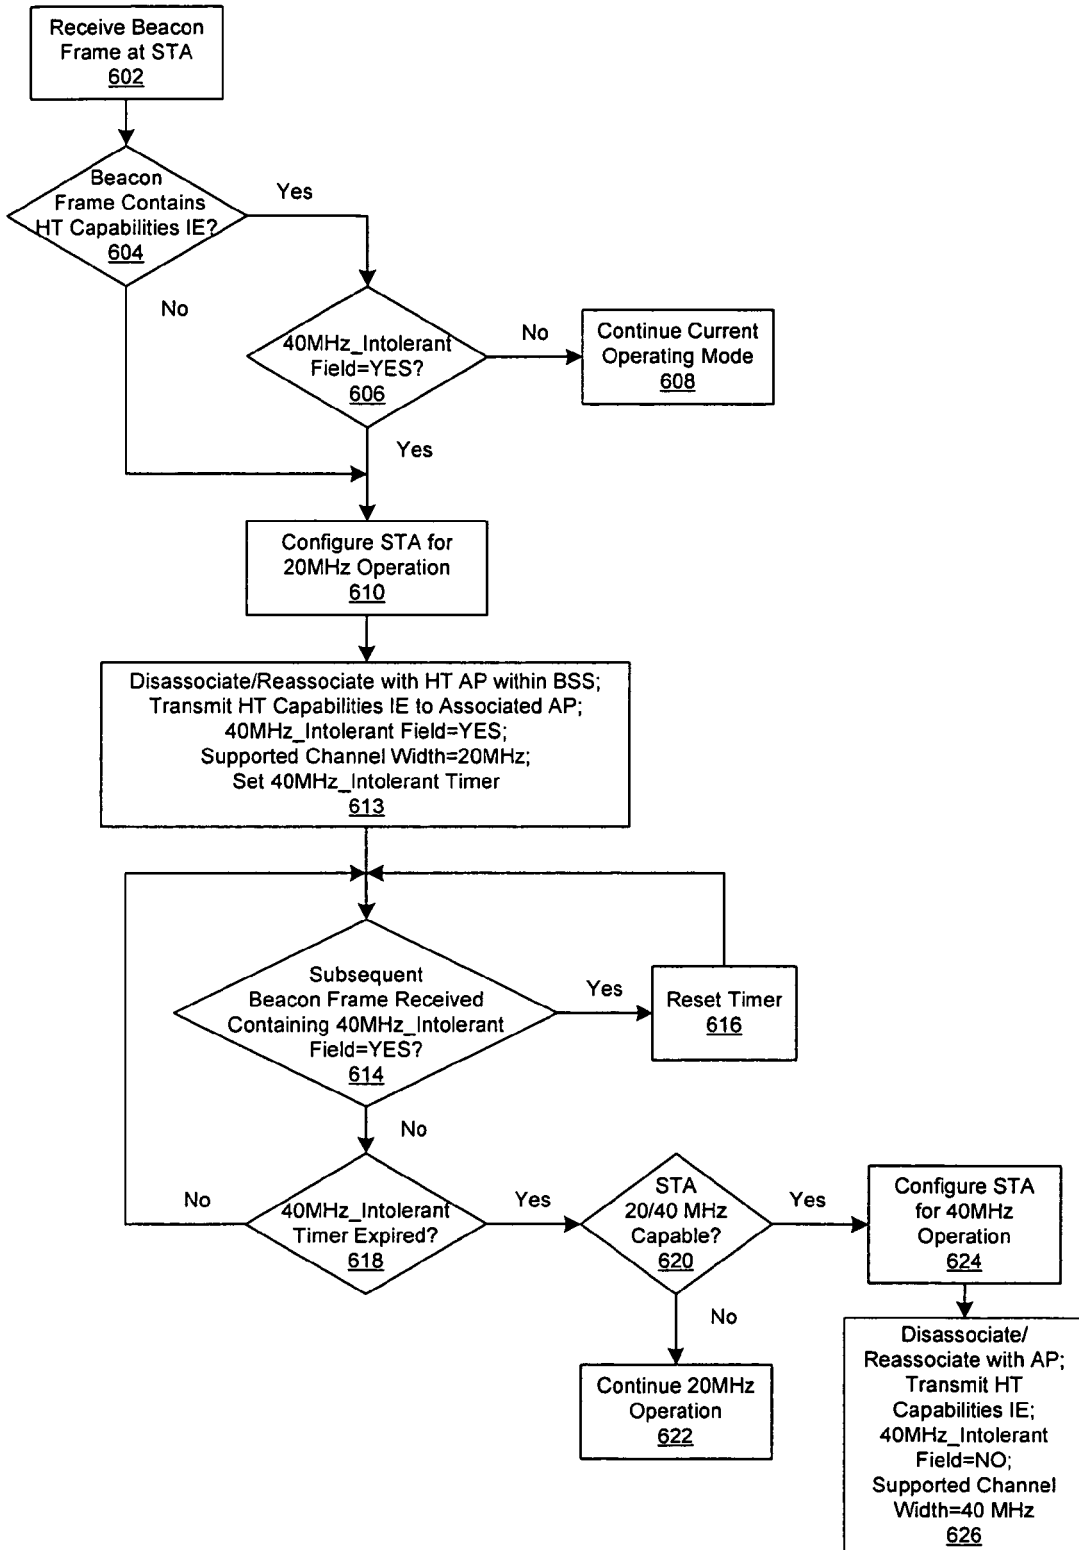 Receive Beacon
Frame at STA
602
Beacon
Frame Contains
HT Capabilities IE?
604
Yes
No
40MHz_Intolerant
Field=YES?
606
No
Continue Current
Operating Mode
608
Yes
Configure STA for
20MHz Operation
610
Disassociate/Reassociate with HT AP within BSS;
Transmit HT Capabilities IE to Associated AP;
40MHz_Intolerant Field=YES;
Supported Channel Width=20MHz;
Set 40MHz_Intolerant Timer
613
Subsequent
Beacon Frame Received
Containing 40MHz_Intolerant
Field=YES?
614
Yes
Reset Timer
616
No
No
40MHz_Intolerant
Timer Expired?
618
Yes
STA
20/40 MHz
Capable?
620
Yes
Configure STA
for 40MHz
Operation
624
No
Continue 20MHz
Operation
622
Disassociate/
Reassociate with AP;
Transmit HT
Capabilities IE;
40MHz_Intolerant
Field=NO;
Supported Channel
Width=40 MHz
626